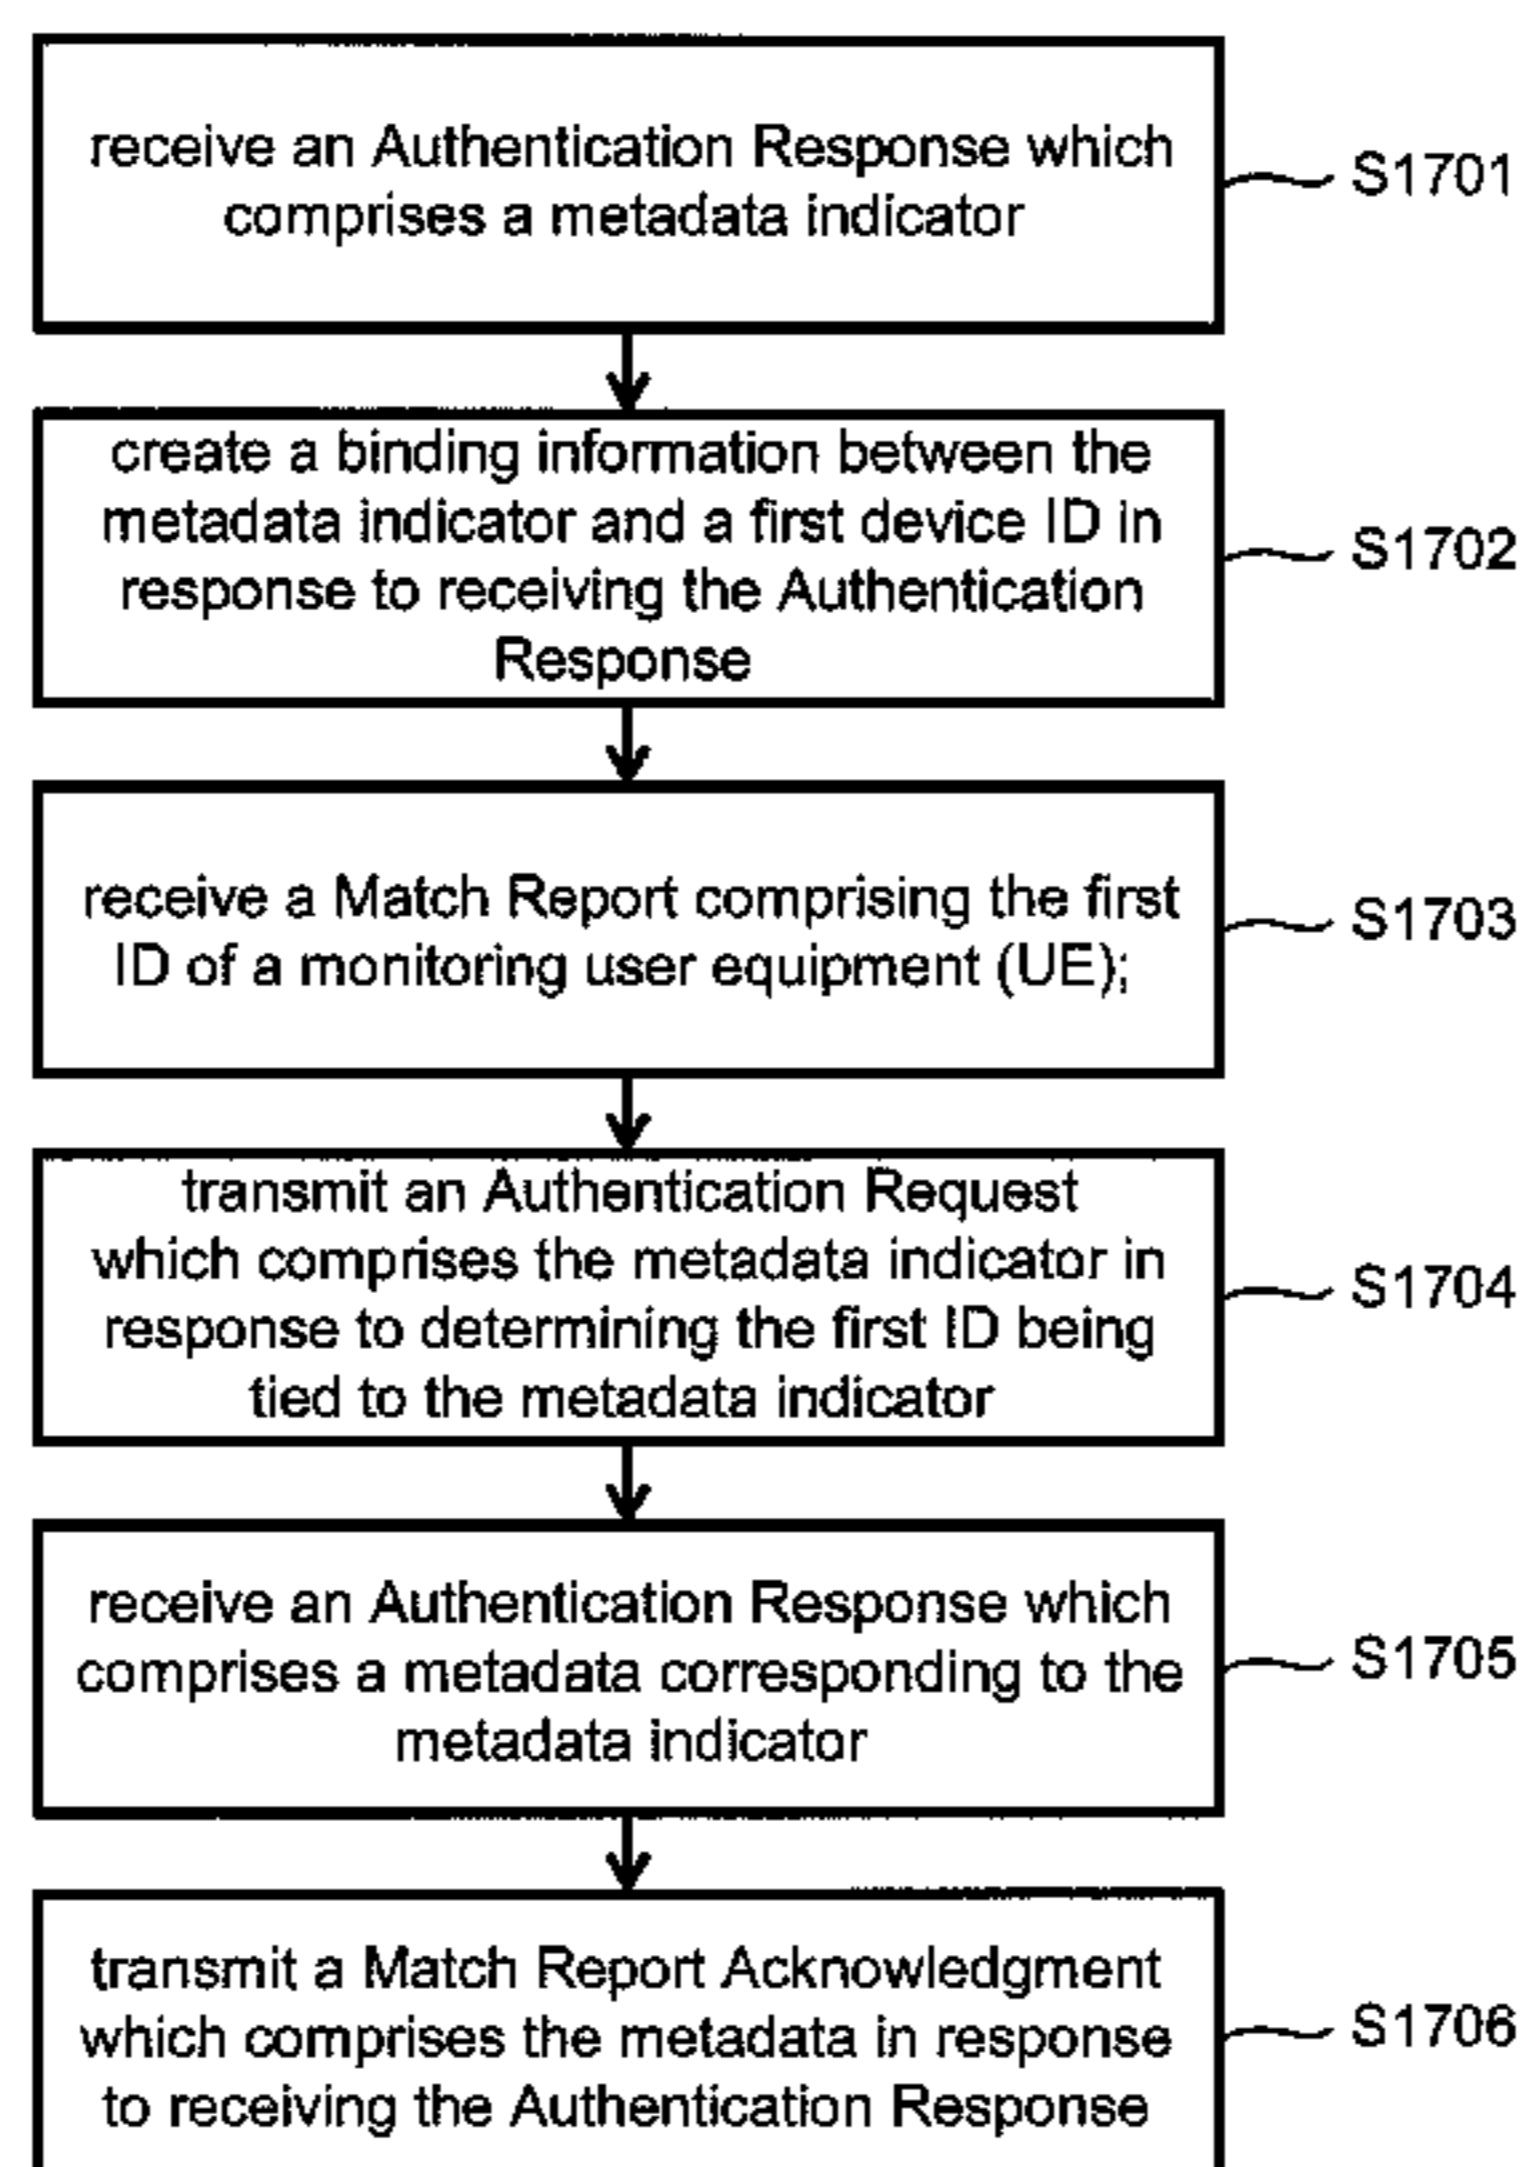 receive an Authentication Response which
comprises a metadata indicator
S1701
create a binding information between the
metadata indicator and a first device ID in
response to receiving the Authentication
Response
S1702
receive a Match Report comprising the first
ID of a monitoring user equipment (UE);
S1703
transmit an Authentication Request
which comprises the metadata indicator in
response to determining the first ID being
tied to the metadata indicator
S1704
receive an Authentication Response which
comprises a metadata corresponding to the
metadata indicator
S1705
transmit a Match Report Acknowledgment
which comprises the metadata in response
to receiving the Authentication Response
S1706